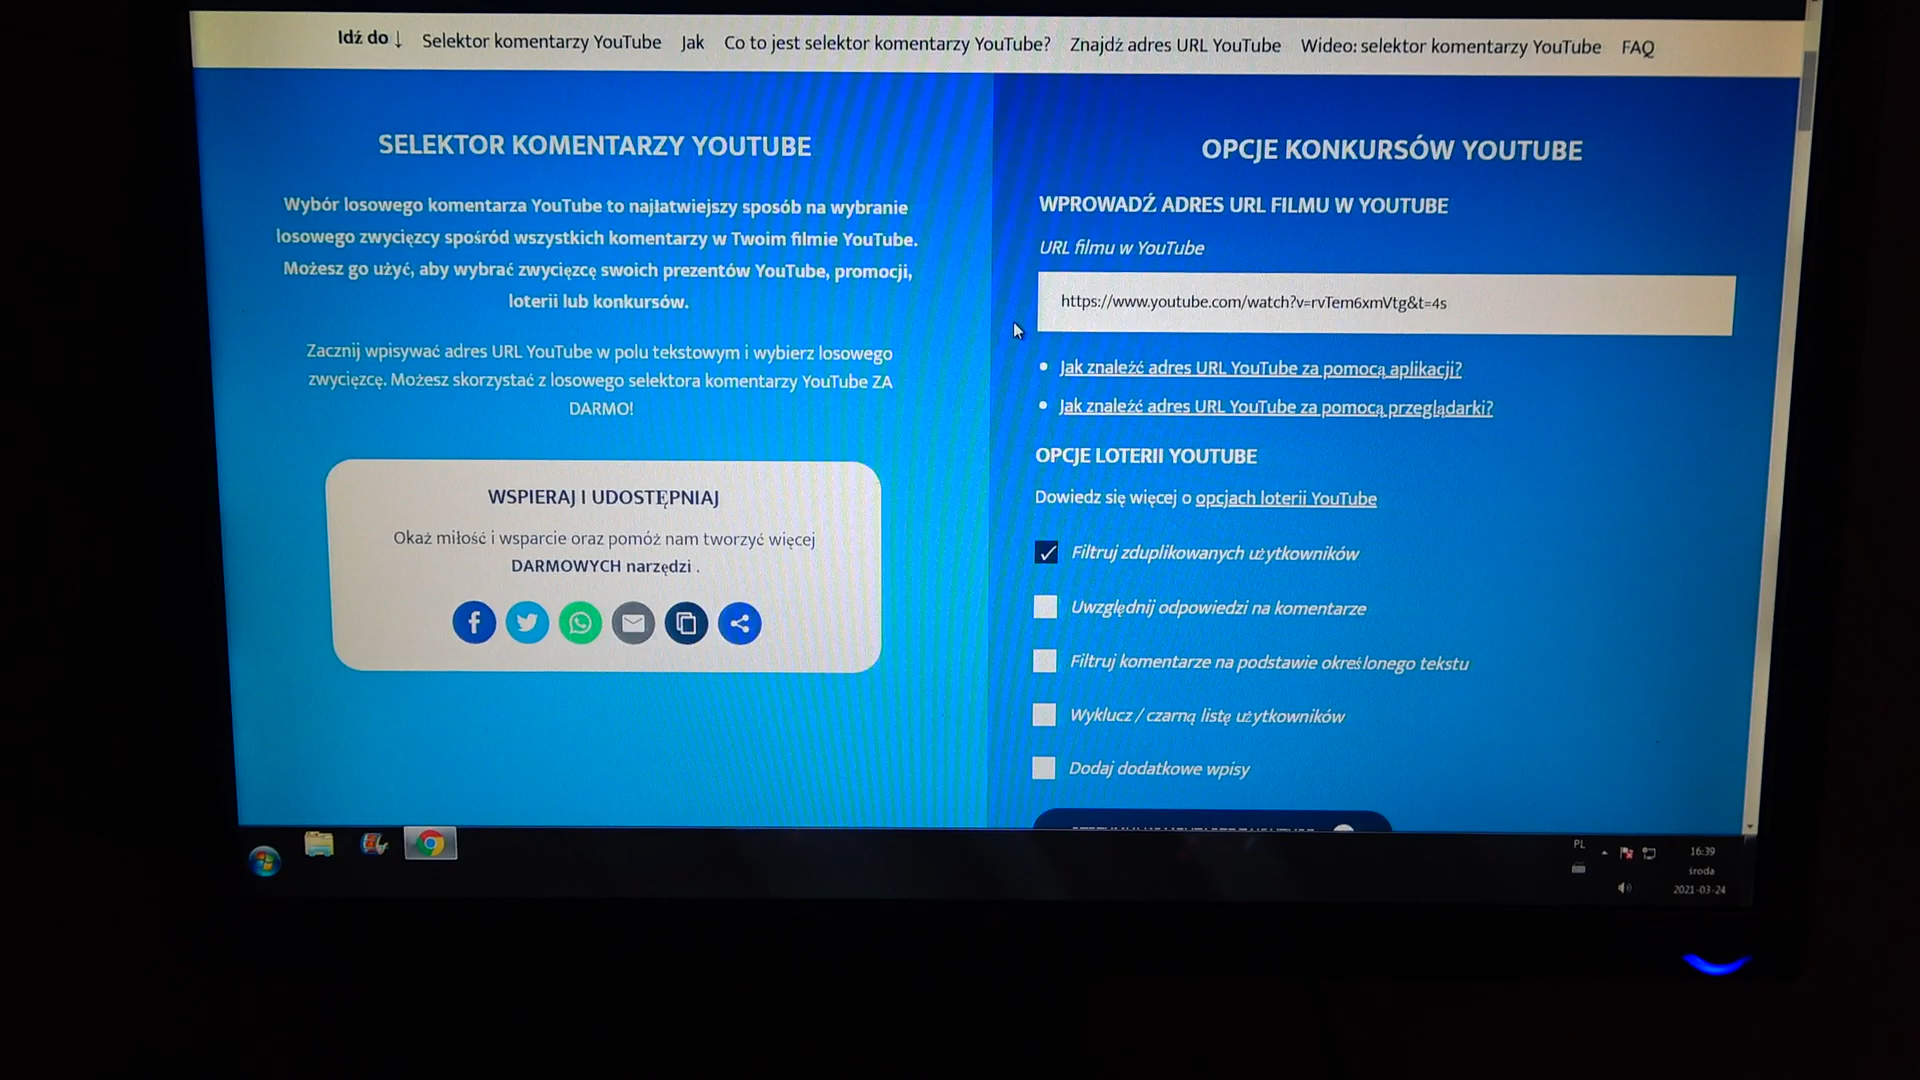 Idź do ↓ Selektor komentarzy YouTube Jak Co to jest selektor komentarzy YouTube? Znajdź adres URL YouTube Wideo: selektor komentarzy YouTube FAQ
SELEKTOR KOMENTARZY YOUTUBE
Wybór losowego komentarza YouTube to najłatwiejszy sposób na wybranie
losowego zwycięzcy spośród wszystkich komentarzy w Twoim filmie YouTube.
Możesz go użyć, aby wybrać zwycięzcę swoich prezentów YouTube, promocji,
loterii lub konkursów.
Zacznij wpisywać adres URL YouTube w polu tekstowym i wybierz losowego
zwycięzcę. Możesz skorzystać z losowego selektora komentarzy YouTube ZA
DARMO!
WSPIERAJ I UDOSTĘPNIAJ
Okaż miłość i wsparcie oraz pomóż nam tworzyć więcej
DARMOWYCH narzędzi .
OPCJE KONKURSÓW YOUTUBE
WPROWADŹ ADRES URL FILMU W YOUTUBE
URL filmu w YouTube
https://www.youtube.com/watch?v=rvTem6xmVtg&t=4s
Jak znaleźć adres URL YouTube za pomocą aplikacji?
Jak znaleźć adres URL YouTube za pomocą przeglądarki?
OPCJE LOTERII YOUTUBE
Dowiedz się więcej o opcjach loterii YouTube
Filtruj zduplikowanych użytkowników
Uwzględnij odpowiedzi na komentarze
Filtruj komentarze na podstawie określonego tekstu
Wyklucz / czarną listę użytkowników
Dodaj dodatkowe wpisy
PL
16:39
środa
2021-03-24